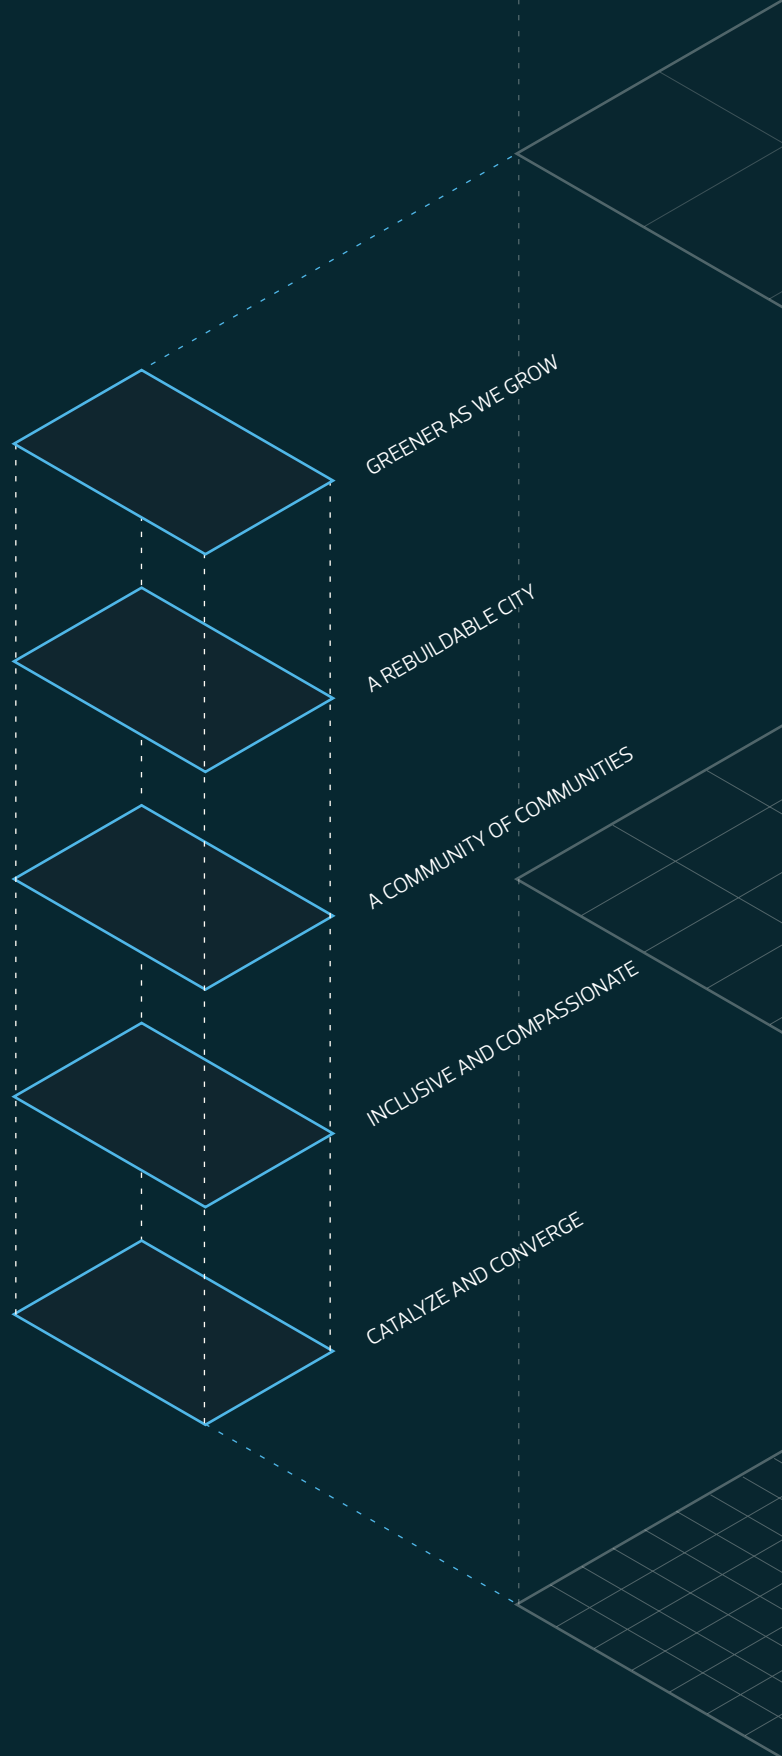 GREENER AS WE GROW
A REBUILDABLE CITY
A COMMUNITY OF COMMUNITIES
INCLUSIVE AND COMPASSIONATE
CATALYZE AND CONVERGE